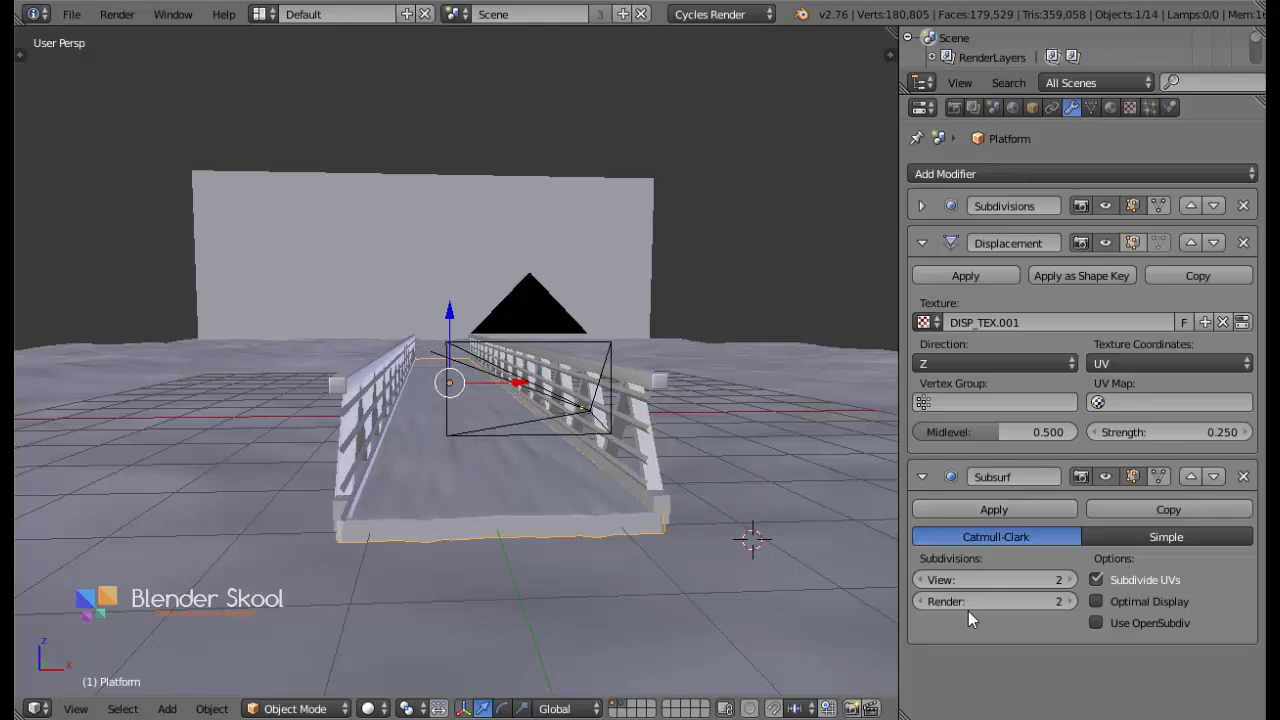 File Render Window Help Default Scene 3 Cycles Render v2.76 | Verts:180,805 | Faces:179,529 | Tris:359,058 | Objects:1/14 | Lamps:0/0 | Mem:
User Persp
Scene
RenderLayers
View Search All Scenes
Platform
Add Modifier
Subdivisions
Displacement
Apply Apply as Shape Key Copy
Texture:
DISP_TEX.001 F
Direction: Texture Coordinates:
Z UV
Vertex Group: UV Map:
Midlevel: 0.500 Strength: 0.250
Subsurf
Apply Copy
Catmull-Clark Simple
Subdivisions: Options:
View: 2 Subdivide UVs
Render: 2 Optimal Display
Use OpenSubdiv
Blender Skool
z
x
(1) Platform
View Select Add Object Object Mode Global